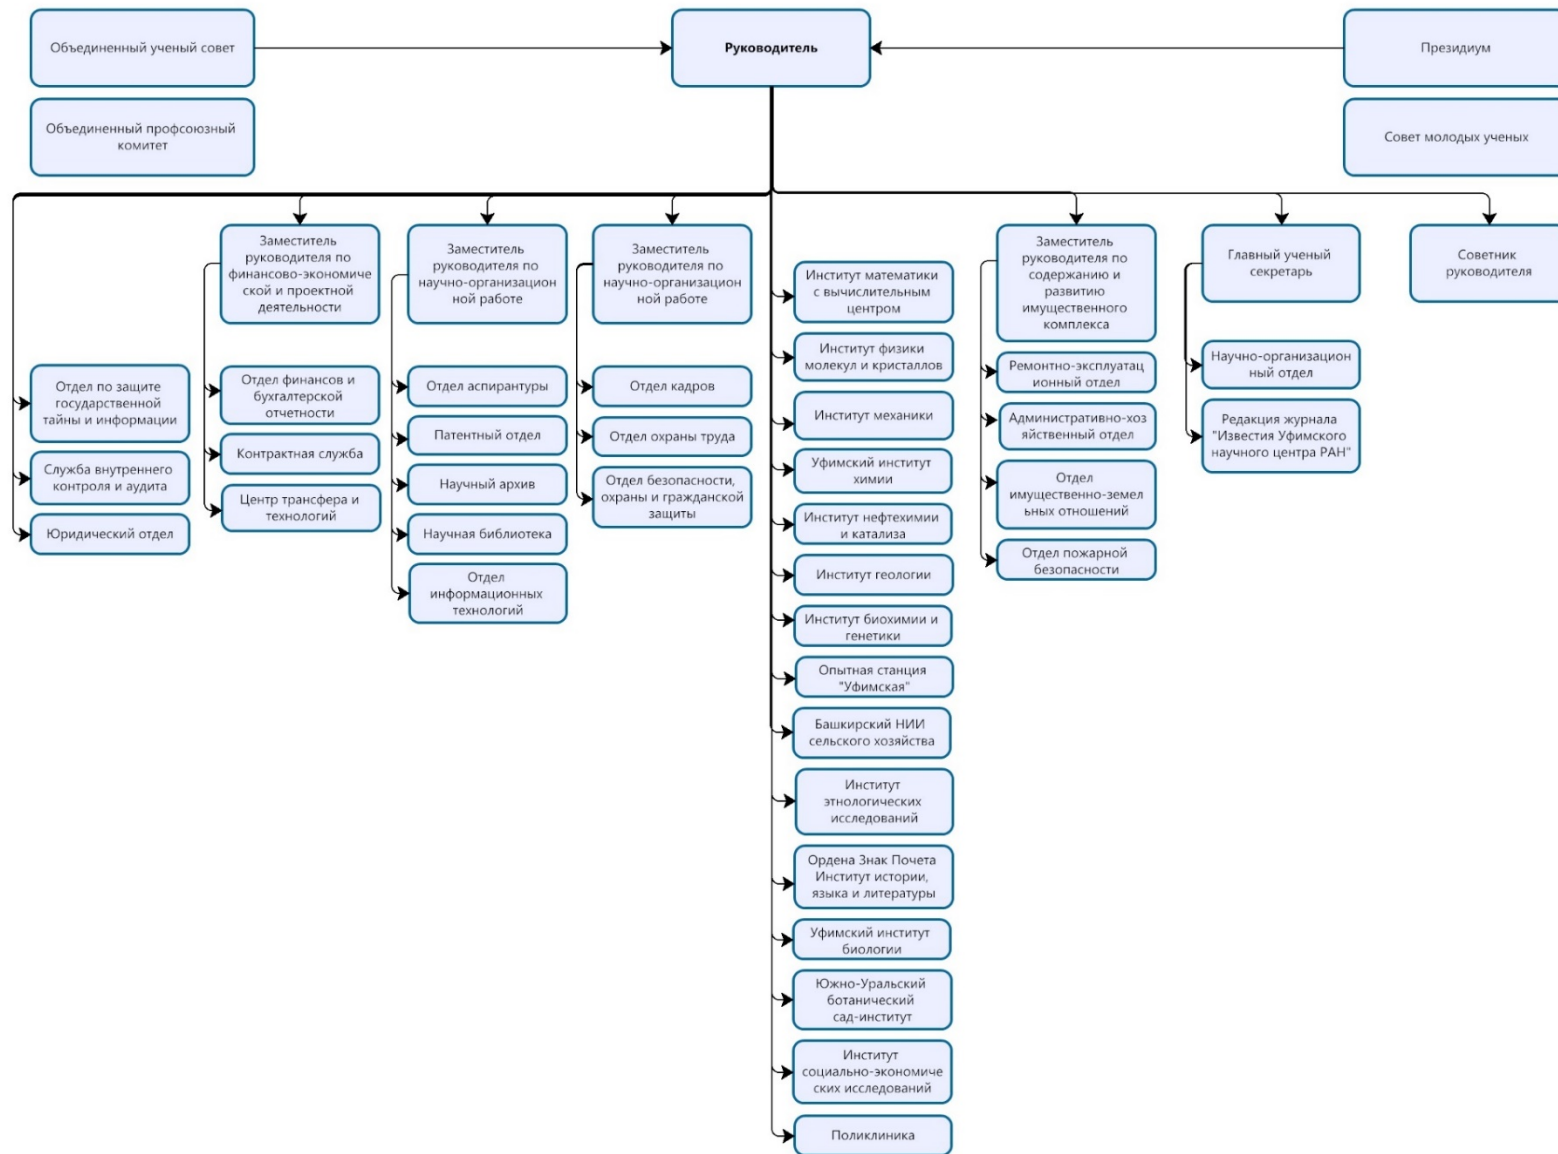 Объединенный ученый совет
Руководитель
Президиум
Объединенный профсоюзный
комитет
Совет молодых ученых
Отдел по защите
государственной
тайны и информации
Служба внутреннего
контроля и аудита
Юридический отдел
Заместитель
руководителя по
финансово-экономиче
ской и проектной
деятельности
Отдел финансов и
бухгалтерской
отчетности
Контрактная служба
Центр трансфера и
технологий
Заместитель
руководителя по
научно-организацион
ной работе
Отдел аспирантуры
Патентный отдел
Научный архив
Научная библиотека
Отдел
информационных
технологий
Заместитель
руководителя по
научно-организацион
ной работе
Отдел кадров
Отдел охраны труда
Отдел безопасности,
охраны и гражданской
защиты
Институт математики
с вычислительным
центром
Институт физики
молекул и кристаллов
Институт механики
Уфимский институт
химии
Институт нефтехимии
и катализа
Институт геологии
Институт биохимии и
генетики
Опытная станция
"Уфимская"
Башкирский НИИ
сельского хозяйства
Институт
этнологических
исследований
Ордена Знак Почета
Институт истории,
языка и литературы
Уфимский институт
биологии
Южно-Уральский
ботанический
сад-институт
Институт
социально-экономиче
ских исследований
Поликлиника
Заместитель
руководителя по
содержанию и
развитию
имущественного
комплекса
Ремонтно-эксплуатац
ионный отдел
Административно-хоз
яйственный отдел
Отдел
имущественно-земел
ьных отношений
Отдел пожарной
безопасности
Главный ученый
секретарь
Научно-организацион
ный отдел
Редакция журнала
"Известия Уфимского
научного центра РАН"
Советник
руководителя